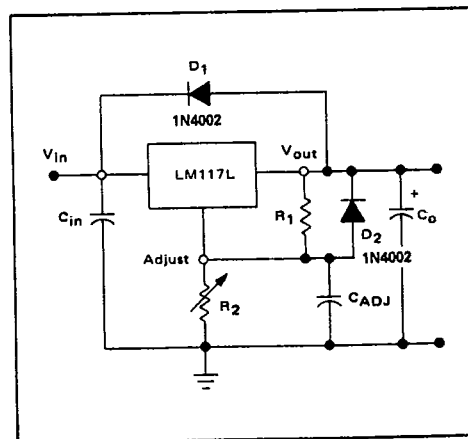 D1
1N4002
Vin
Vout
LM117L
Cin
R1
D2
+
Co
1N4002
Adjust
R2
CADJ